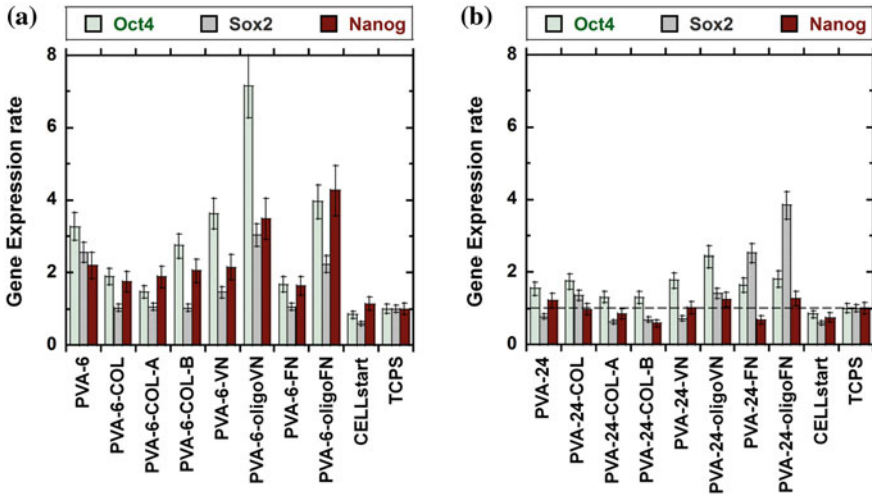 (a)
Oct4 Sox2 Nanog
Gene Expression rate
8
6
4
2
0
PVA-6
PVA-6-COL
PVA-6-COL-A
PVA-6-COL-B
PVA-6-VN
PVA-6-oligoVN
PVA-6-FN
PVA-6-oligoFN
CELLstart
TCPS
(b)
Oct4 Sox2 Nanog
Gene Expression rate
8
6
4
2
0
PVA-24
PVA-24-COL
PVA-24-COL-A
PVA-24-COL-B
PVA-24-VN
PVA-24-oligoVN
PVA-24-FN
PVA-24-oligoFN
CELLstart
TCPS